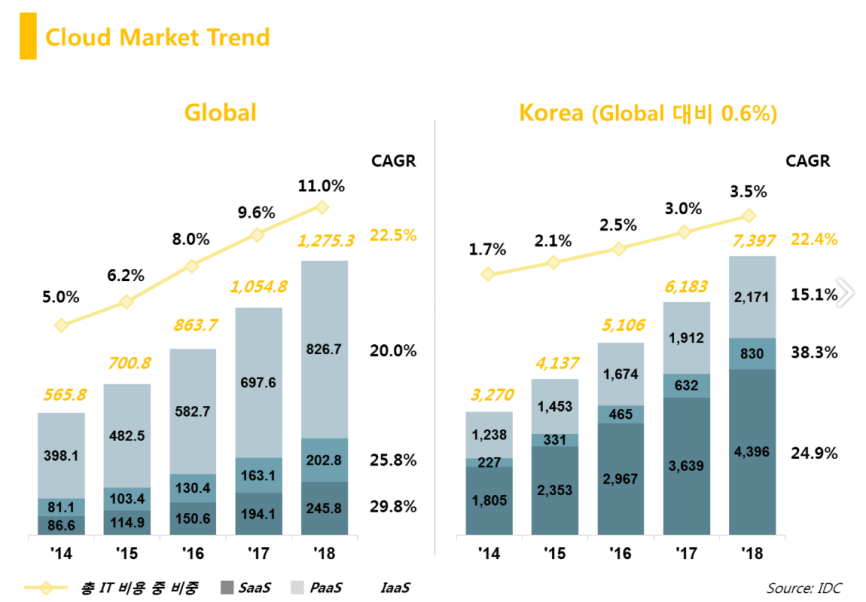 Cloud Market Trend
Global
CAGR
5.0% 6.2% 8.0% 9.6% 11.0%
565.8 700.8 863.7 1,054.8 1,275.3 22.5%
398.1 482.5 582.7 697.6 826.7 20.0%
81.1 103.4 130.4 163.1 202.8 25.8%
86.6 114.9 150.6 194.1 245.8 29.8%
'14 '15 '16 '17 '18
Korea (Global 대비 0.6%)
CAGR
1.7% 2.1% 2.5% 3.0% 3.5%
3,270 4,137 5,106 6,183 7,397 22.4%
1,238 1,453 1,674 1,912 2,171 15.1%
227 331 465 632 830 38.3%
1,805 2,353 2,967 3,639 4,396 24.9%
'14 '15 '16 '17 '18
총 IT 비용 중 비중 SaaS PaaS IaaS
Source: IDC